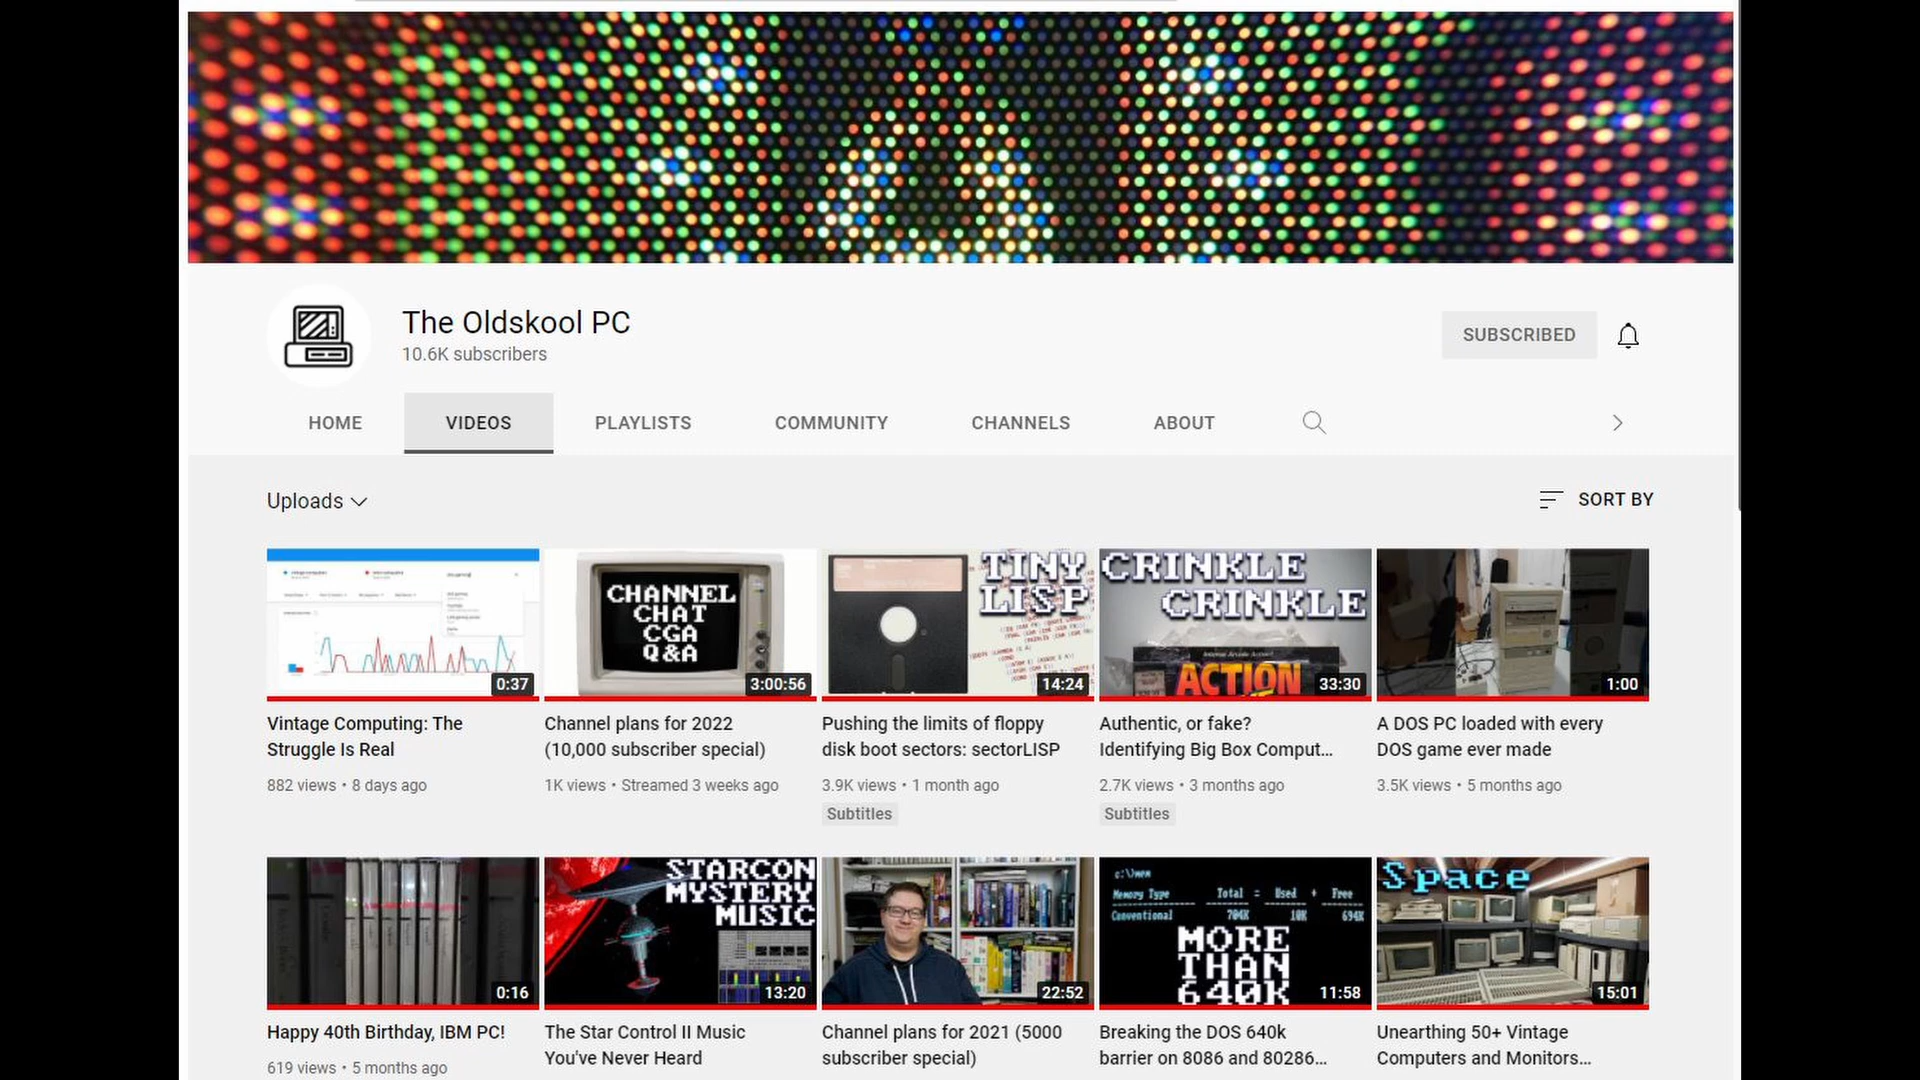 The Oldskool PC
10.6K subscribers
SUBSCRIBED
HOME
VIDEOS
PLAYLISTS
COMMUNITY
CHANNELS
ABOUT
Uploads
SORT BY
0:37
CHANNEL
CHAT
CGA
Q&A
3:00:56
TINY
LISP
14:24
CRINKLE
CRINKLE
ACTION
33:30
1:00
Vintage Computing: The
Struggle Is Real
882 views • 8 days ago
Channel plans for 2022
(10,000 subscriber special)
1K views • Streamed 3 weeks ago
Pushing the limits of floppy
disk boot sectors: sectorLISP
3.9K views • 1 month ago
Subtitles
Authentic, or fake?
Identifying Big Box Comput...
2.7K views • 3 months ago
Subtitles
A DOS PC loaded with every
DOS game ever made
3.5K views • 5 months ago
0:16
STARCON
MYSTERY
MUSIC
13:20
22:52
c:\>mem
Memory Type Total = Used + Free
Conventional 704K 10K 694K
MORE
THAN
640K
11:58
Space
15:01
Happy 40th Birthday, IBM PC!
619 views • 5 months ago
The Star Control II Music
You've Never Heard
Channel plans for 2021 (5000
subscriber special)
Breaking the DOS 640k
barrier on 8086 and 80286...
Unearthing 50+ Vintage
Computers and Monitors...